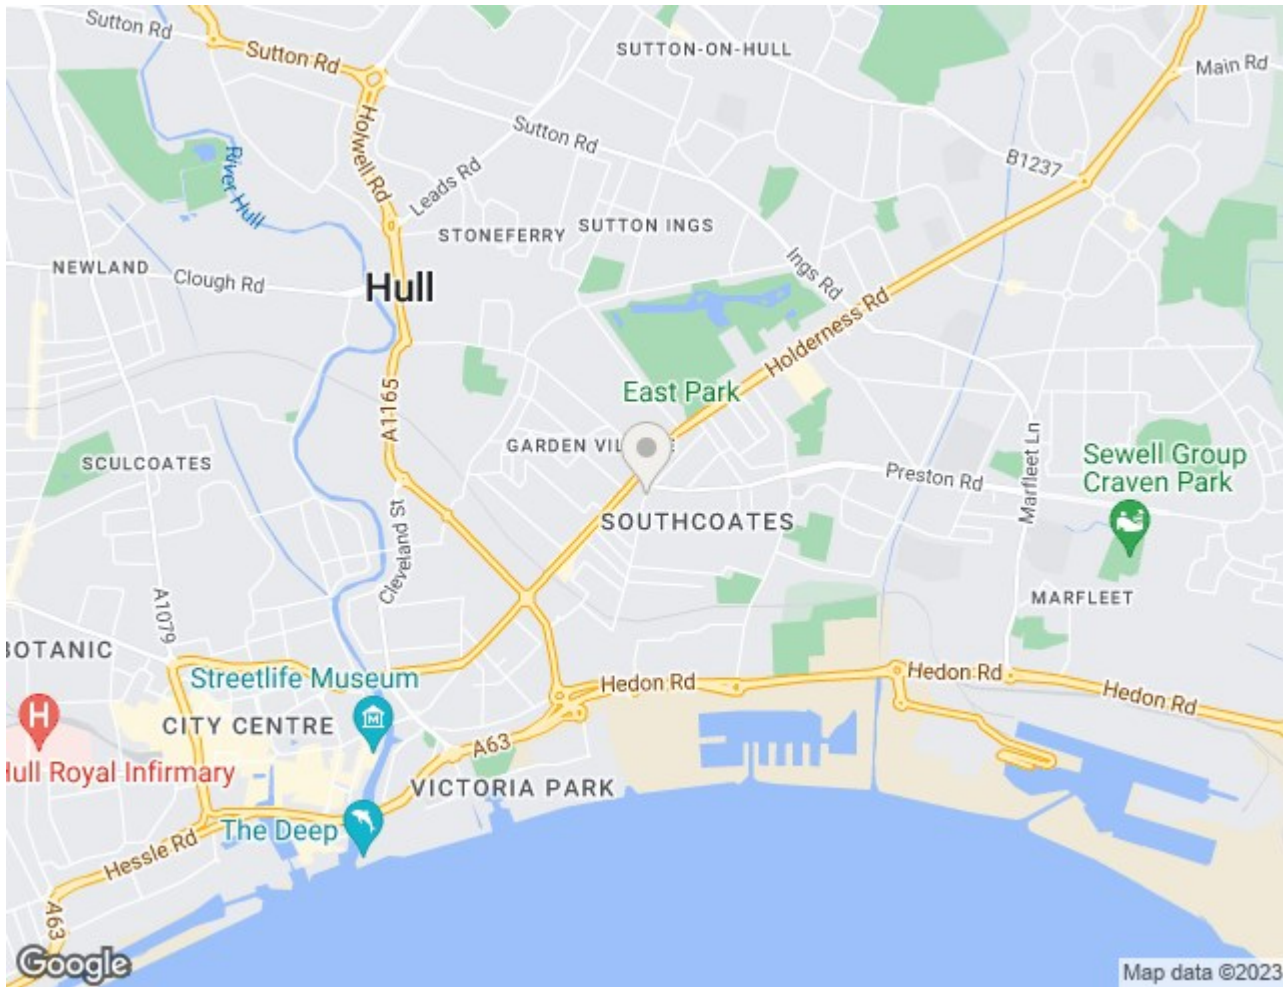 Sutton Rd
Sutton Rd
SUTTON-ON-HULL
Main Rd
Holwell Rd
Sutton Rd
B1237
River Hull
Leads Rd
STONEFERRY
SUTTON INGS
NEWLAND
Clough Rd
Hull
Ings Rd
Holderness Rd
A1165
East Park
GARDEN VIL
E
Marfleet Ln
Sewell Group
Craven Park
SCULCOATES
Preston Rd
SOUTHCOATES
Cleveland St
A1079
MARFLEET
BOTANIC
Streetlife Museum
Hedon Rd
Hedon Rd
Hedon Rd
H
M
CITY CENTRE
A63
Hull Royal Infirmary
VICTORIA PARK
The Deep
Hessle Rd
A63
Google
Map data ©2023